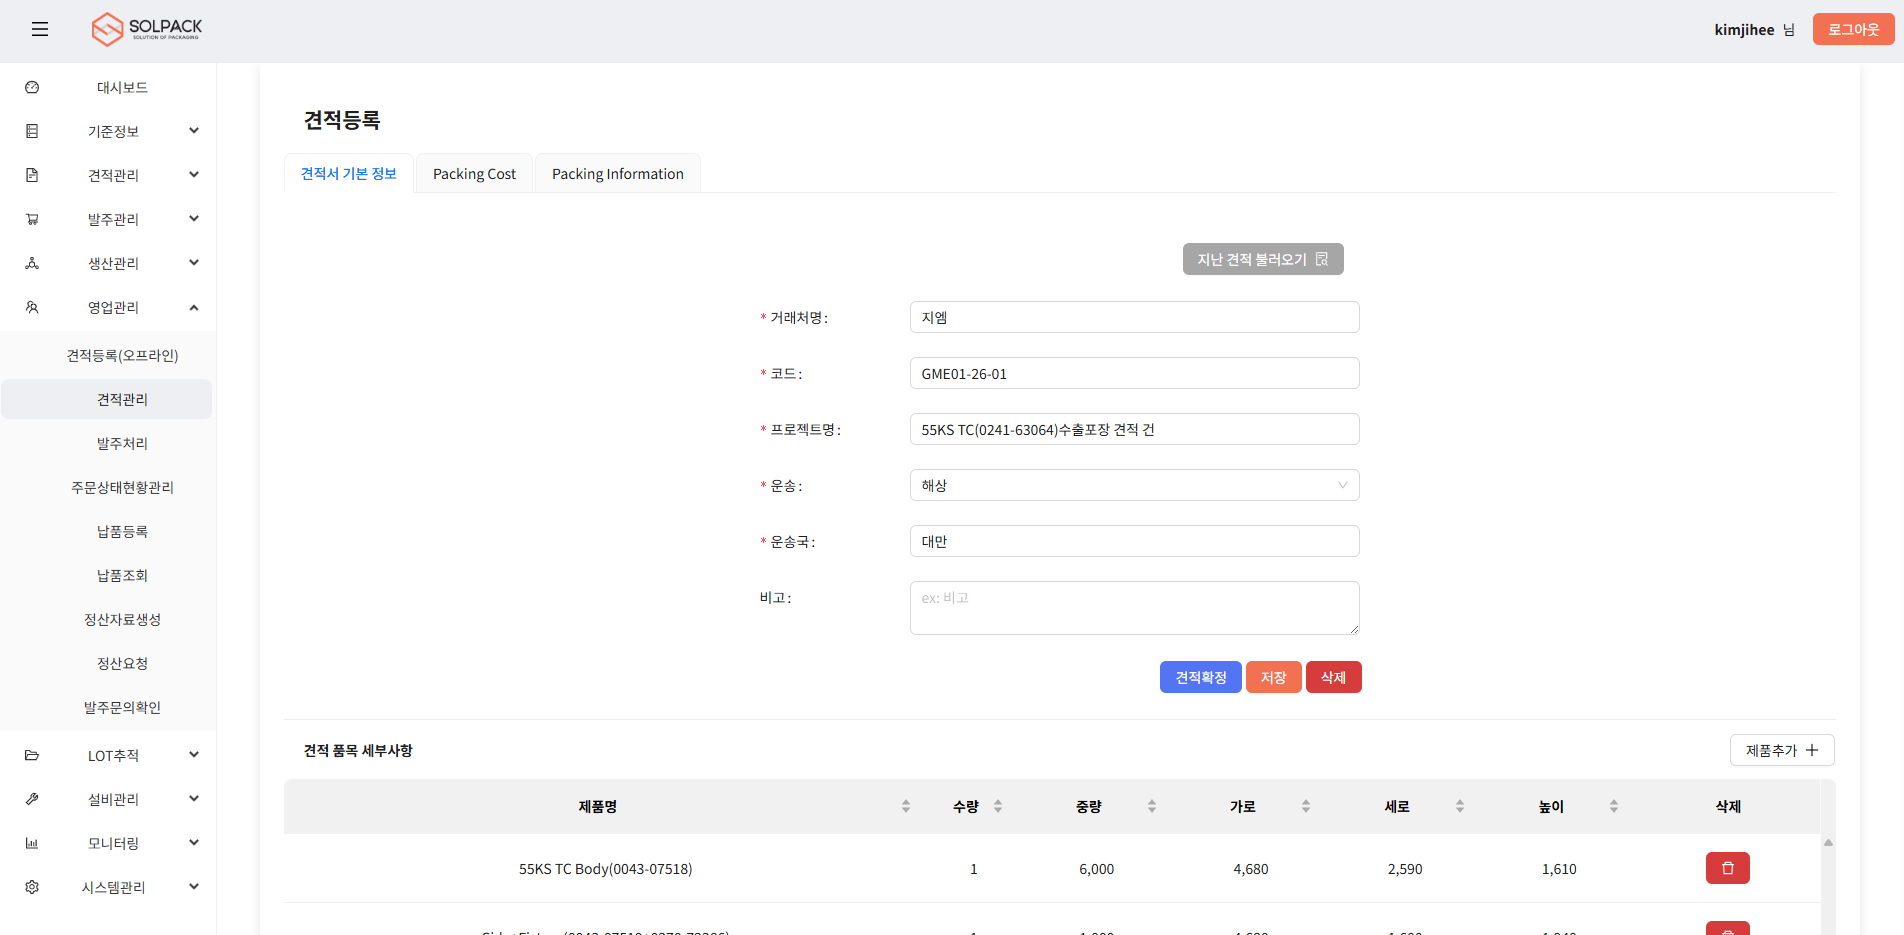 SOLPACK
SOLUTION OF PACKAGING
kimjihee 님
로그아웃
대시보드
기준정보
견적관리
발주관리
생산관리
영업관리
견적등록(오프라인)
견적관리
발주처리
주문상태현황관리
납품등록
납품조회
정산자료생성
정산요청
발주문의확인
LOT추적
설비관리
모니터링
시스템관리
견적등록
견적서 기본 정보 Packing Cost Packing Information
지난 견적 불러오기
* 거래처명: 지엠
* 코드: GME01-26-01
* 프로젝트명: 55KS TC(0241-63064)수출포장 견적 건
* 운송: 해상
* 운송국: 대만
비고: ex: 비고
견적확정 저장 삭제
견적 품목 세부사항
제품추가
제품명 수량 중량 가로 세로 높이 삭제
55KS TC Body(0043-07518) 1 6,000 4,680 2,590 1,610